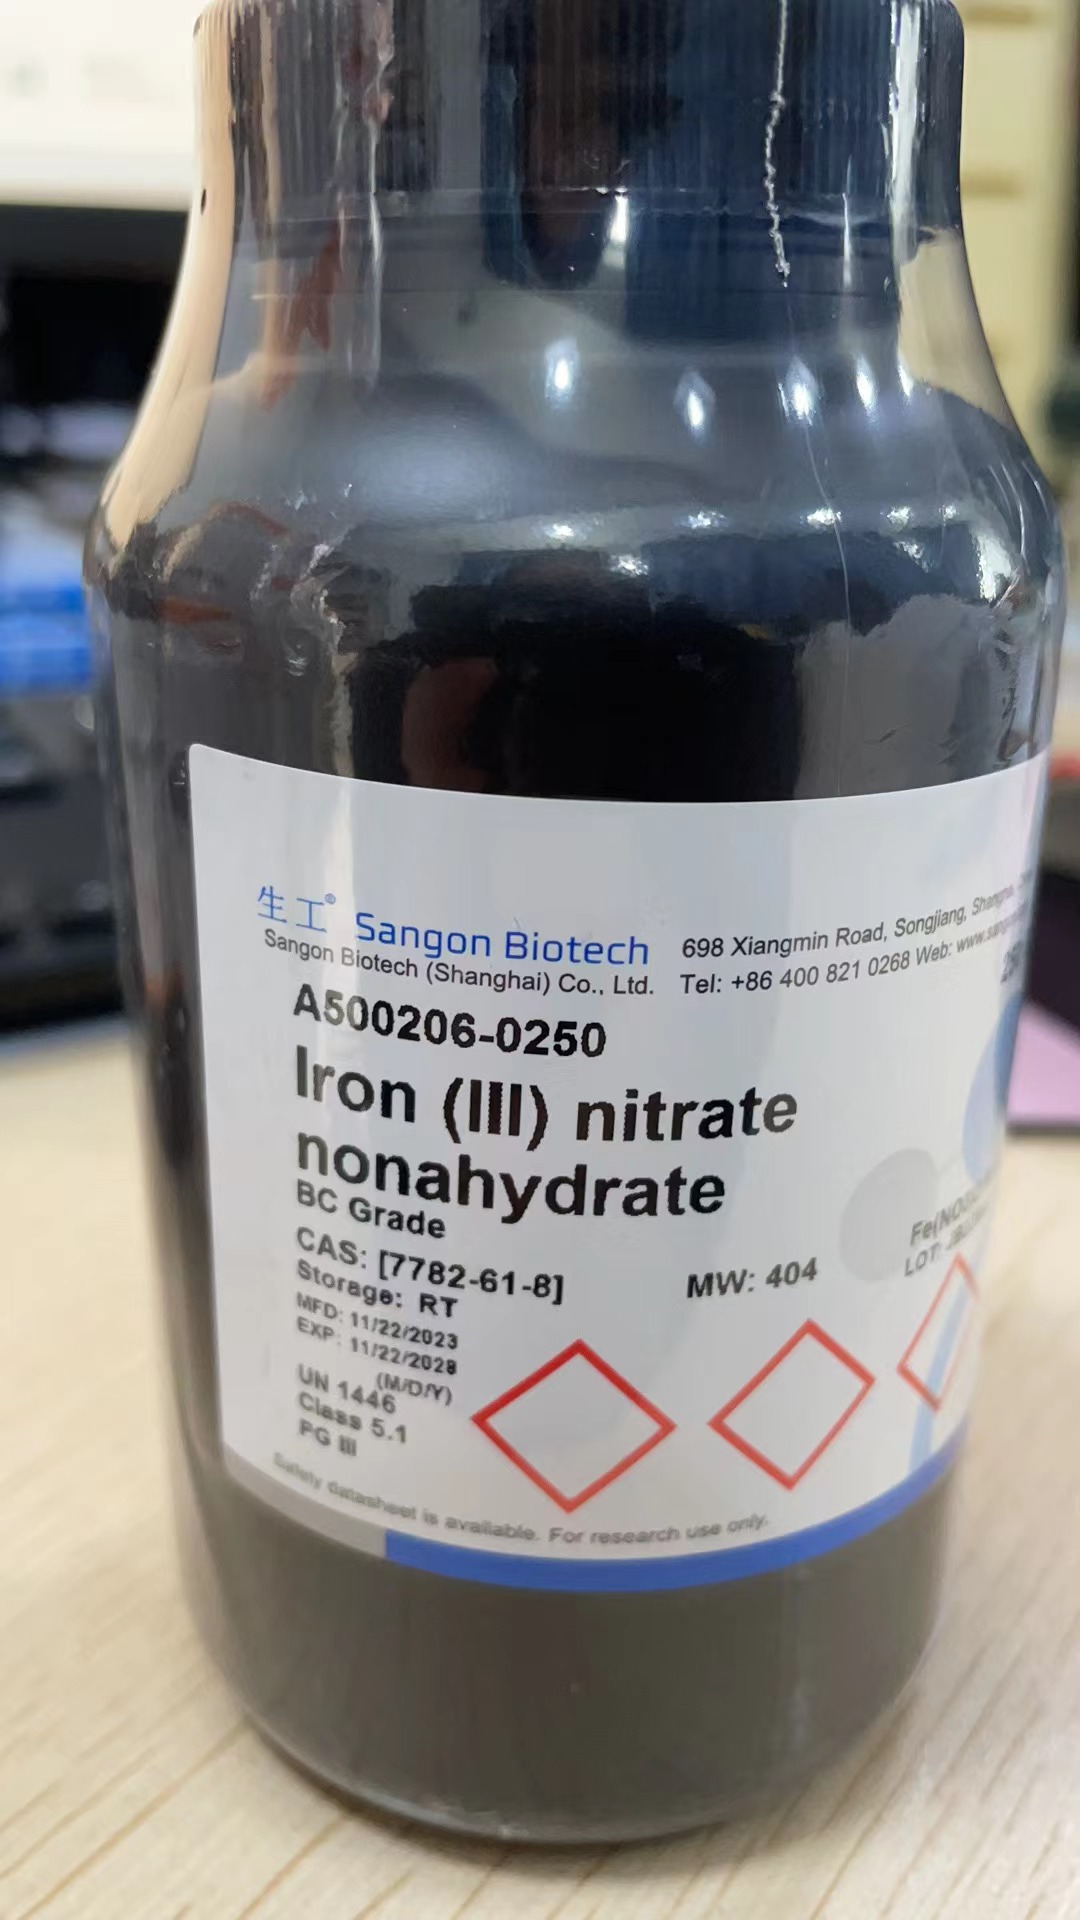 生工® Sangon Biotech
Sangon Biotech (Shanghai) Co., Ltd.
698 Xiangmin Road, Songjiang,
Tel: +86 400 821 0268 Web:
A500206-0250
Iron (III) nitrate
nonahydrate
BC Grade
CAS: [7782-61-8]
MW: 404
LOT:
Storage: RT
MFD: 11/22/2023
EXP: 11/22/2028
(M/D/Y)
UN 1446
Class 5.1
PG III
Safety datasheet is available. For research use only.